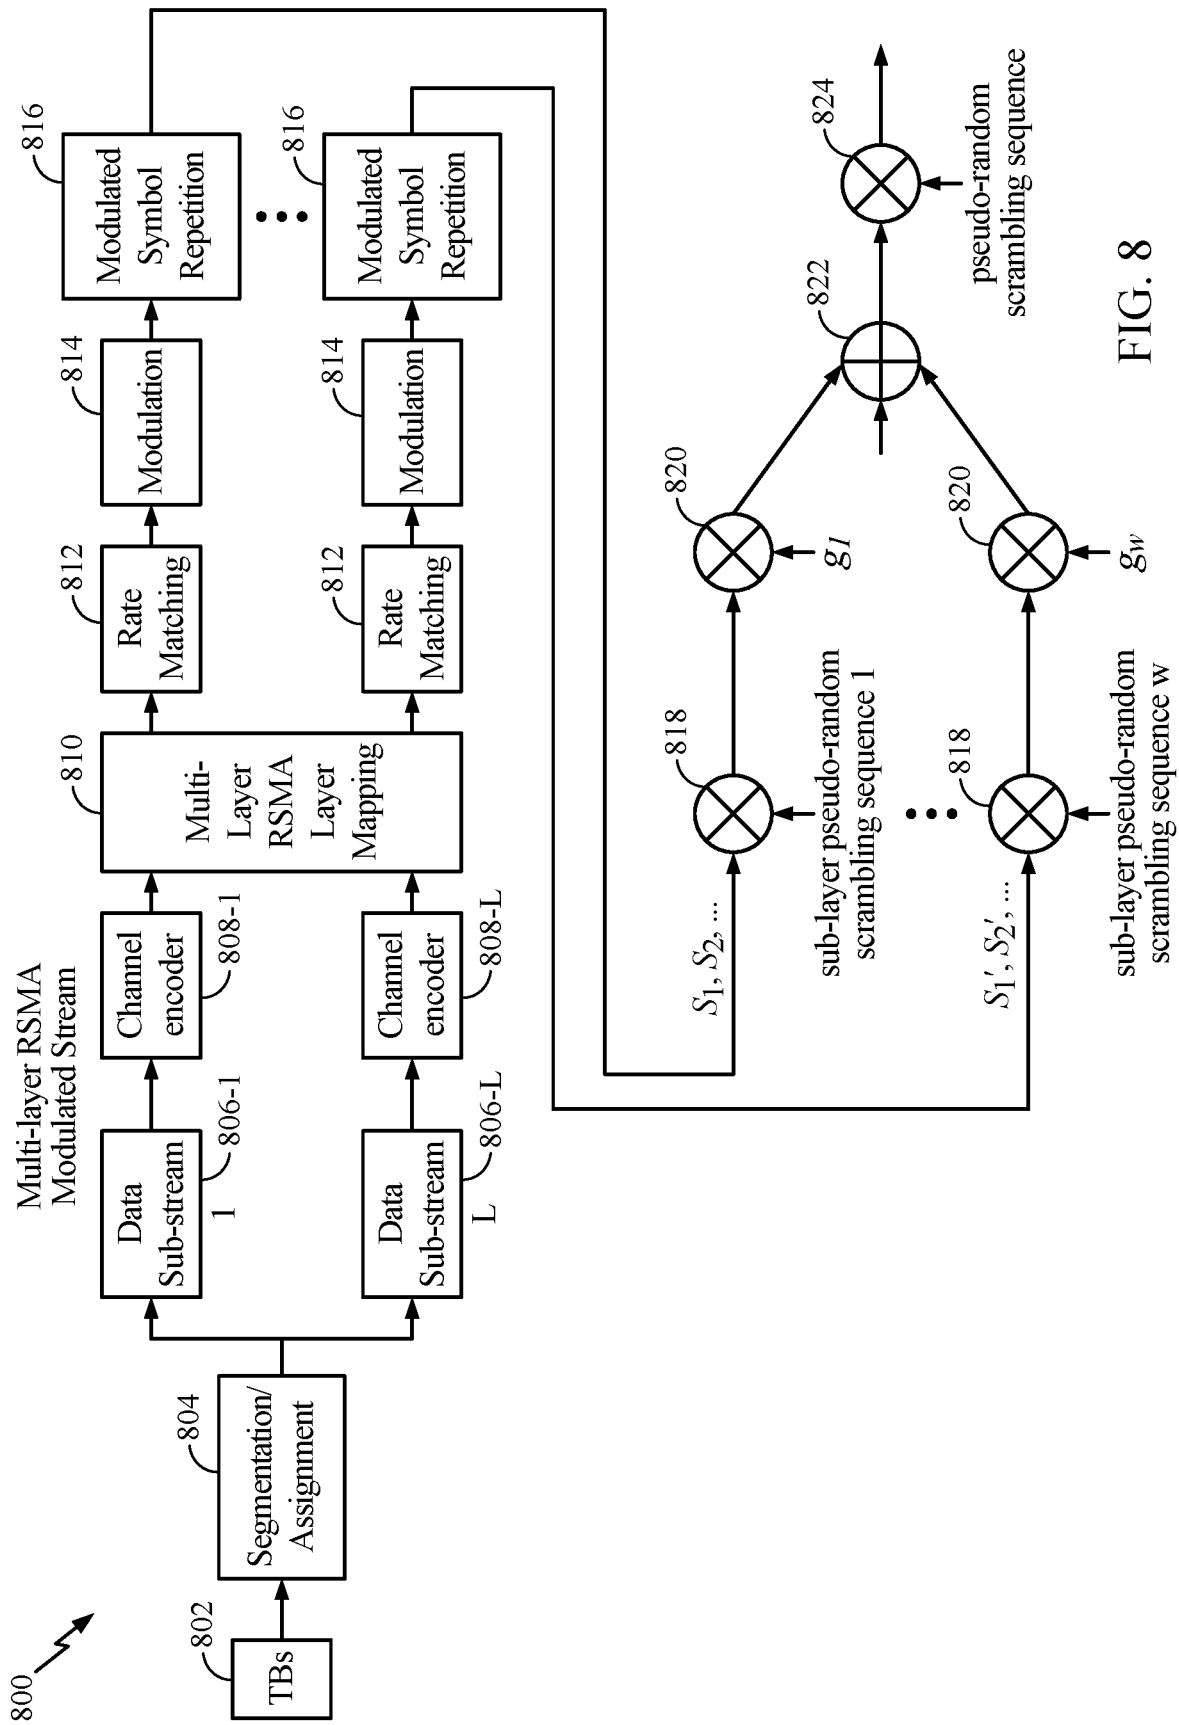 800
Multi-layer RSMA
Modulated Stream
802
TBs
804
Segmentation/
Assignment
Data
Sub-stream
1
806-1
Channel
encoder
808-1
810
Multi-
Layer
RSMA
Layer
Mapping
812
Rate
Matching
814
Modulation
816
Modulated
Symbol
Repetition
Data
Sub-stream
L
806-L
Channel
encoder
808-L
812
Rate
Matching
814
Modulation
816
Modulated
Symbol
Repetition
S1, S2, ...
818
sub-layer pseudo-random
scrambling sequence 1
820
g1
822
824
pseudo-random
scrambling sequence
S1', S2', ...
818
sub-layer pseudo-random
scrambling sequence w
820
gw
FIG. 8